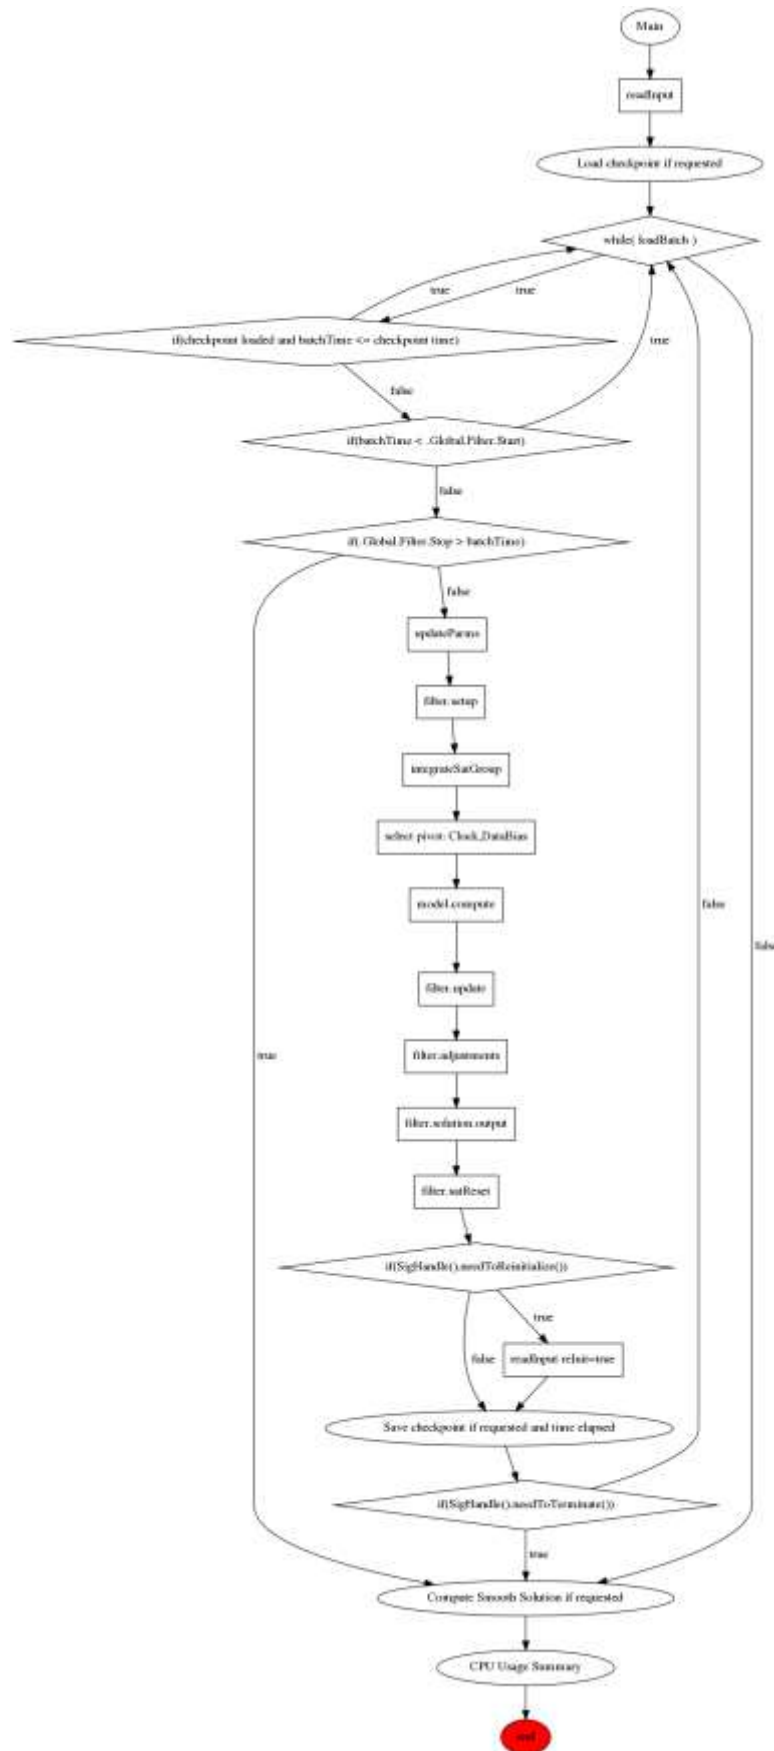 Main
readInput
Load checkpoint if requested
while( loadBatch )
true
true
if(checkpoint loaded and batchTime <= checkpoint time)
true
false
false
if(batchTime < .Global.Filter.Start)
false
if( .Global.Filter.Stop > batchTime)
false
updateParms
filter.setup
integrateSatGroup
select pivot: Clock,DataBias
model.compute
false
false
filter.update
filter.adjustments
true
filter.solution.output
filter.satReset
if(SigHandle().needToReinitialize())
true
false
readInput reInit=true
Save checkpoint if requested and time elapsed
if(SigHandle().needToTerminate())
true
Compute Smooth Solution if requested
CPU Usage Summary
end